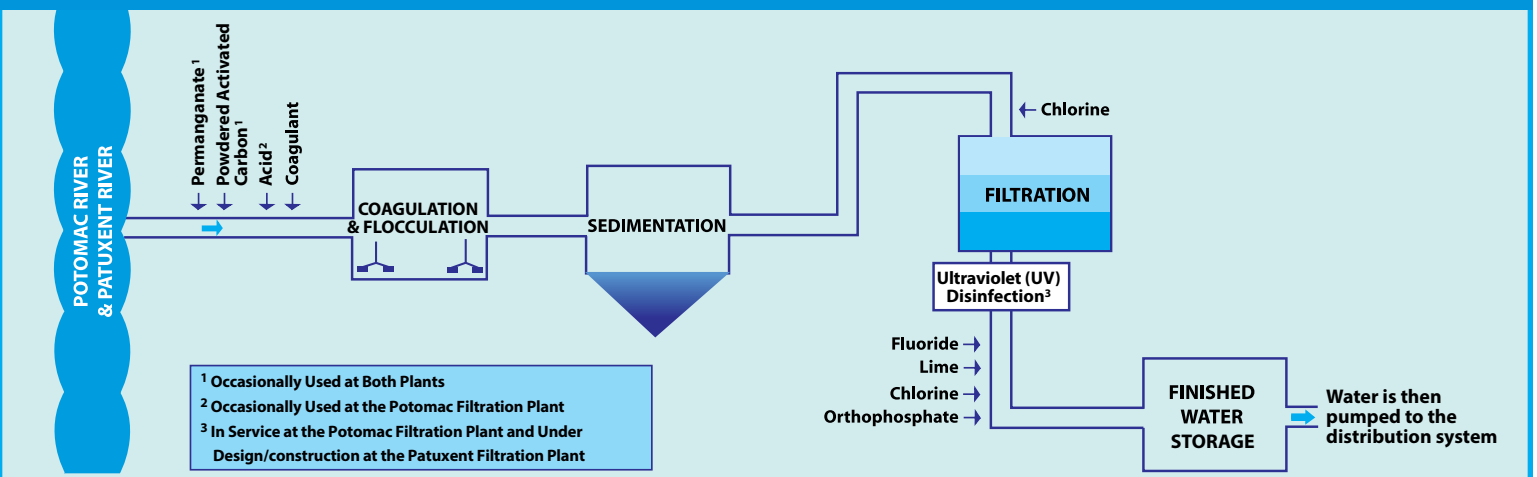 POTOMAC RIVER
& PATUXENT RIVER
Permanganate ¹
Powdered Activated
Carbon¹
Acid²
Coagulant
COAGULATION
& FLOCCULATION
SEDIMENTATION
Chlorine
FILTRATION
Ultraviolet (UV)
Disinfection³
Fluoride
Lime
Chlorine
Orthophosphate
FINISHED
WATER
STORAGE
Water is then
pumped to the
distribution system
¹ Occasionally Used at Both Plants
² Occasionally Used at the Potomac Filtration Plant
³ In Service at the Potomac Filtration Plant and Under
Design/construction at the Patuxent Filtration Plant